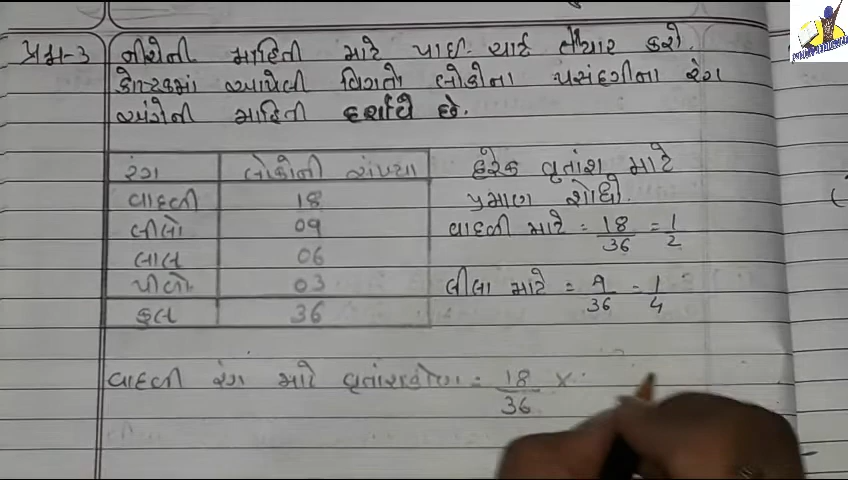 પ્રશ્ન-૩ નીચેની માહિતી માટે પાઈ ચાર્ટ તૈયાર કરો.
કોષ્ટકમાં આપેલી વિગતો લોકોના પસંદગીના રંગ
અંગેની માહિતી દર્શાવે છે.
રંગ લોકોની સંખ્યા
વાદળી 18
લીલો 09
લાલ 06
પીળો 03
કુલ 36
દરેક વૃતાંશ માટે
પ્રમાણ શોધી.
વાદળી માટે = 18/36 = 1/2
લીલા માટે = 9/36 = 1/4
વાદળી રંગ માટે વૃતાંશકોણ = 18/36 ×